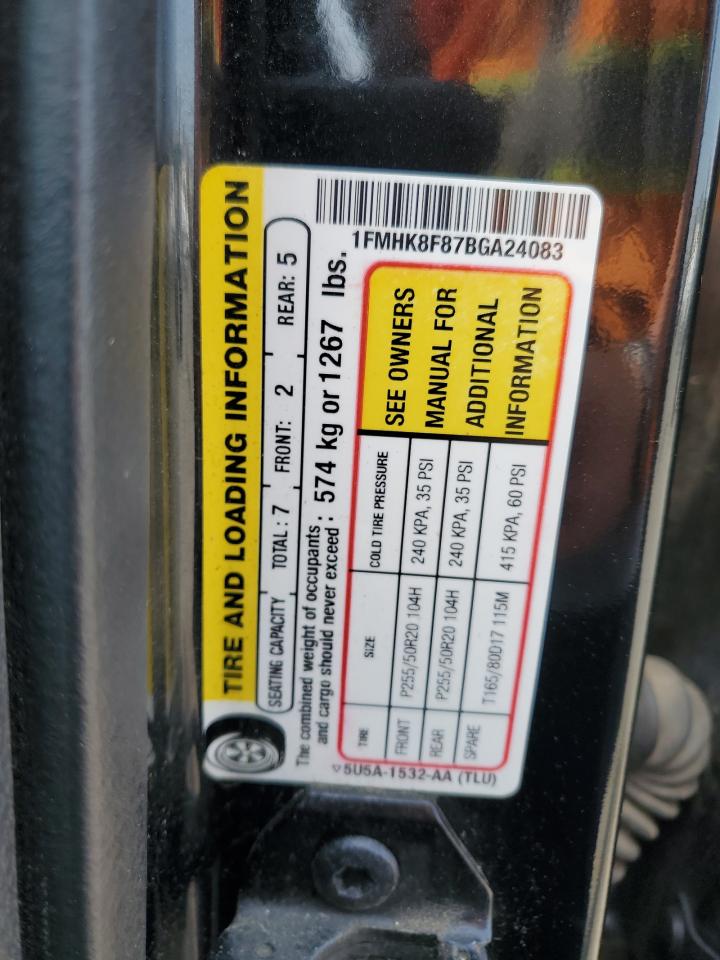 TIRE AND LOADING INFORMATION
SEATING CAPACITY TOTAL: 7 FRONT: 2 REAR: 5
The combined weight of occupants
and cargo should never exceed: 574 kg or 1267 lbs.
TIRE SIZE COLD TIRE PRESSURE
FRONT P255/50R20 104H 240 KPA, 35 PSI
REAR P255/50R20 104H 240 KPA, 35 PSI
SPARE T165/80D17 115M 415 KPA, 60 PSI
SEE OWNERS
MANUAL FOR
ADDITIONAL
INFORMATION
5U5A-1532-AA (TLU)
1FMHK8F87BGA24083